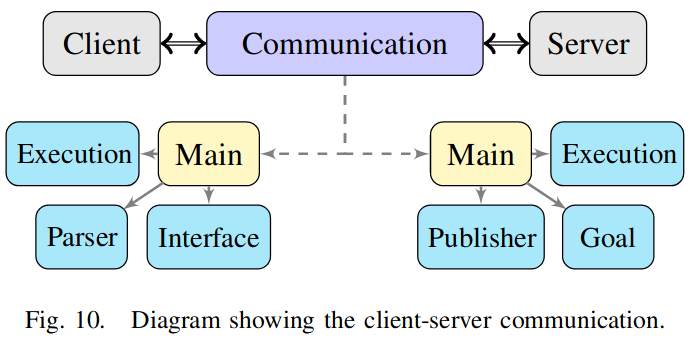 Client Communication Server
Execution Main Main Execution
Parser Interface Publisher Goal
Fig. 10. Diagram showing the client-server communication.